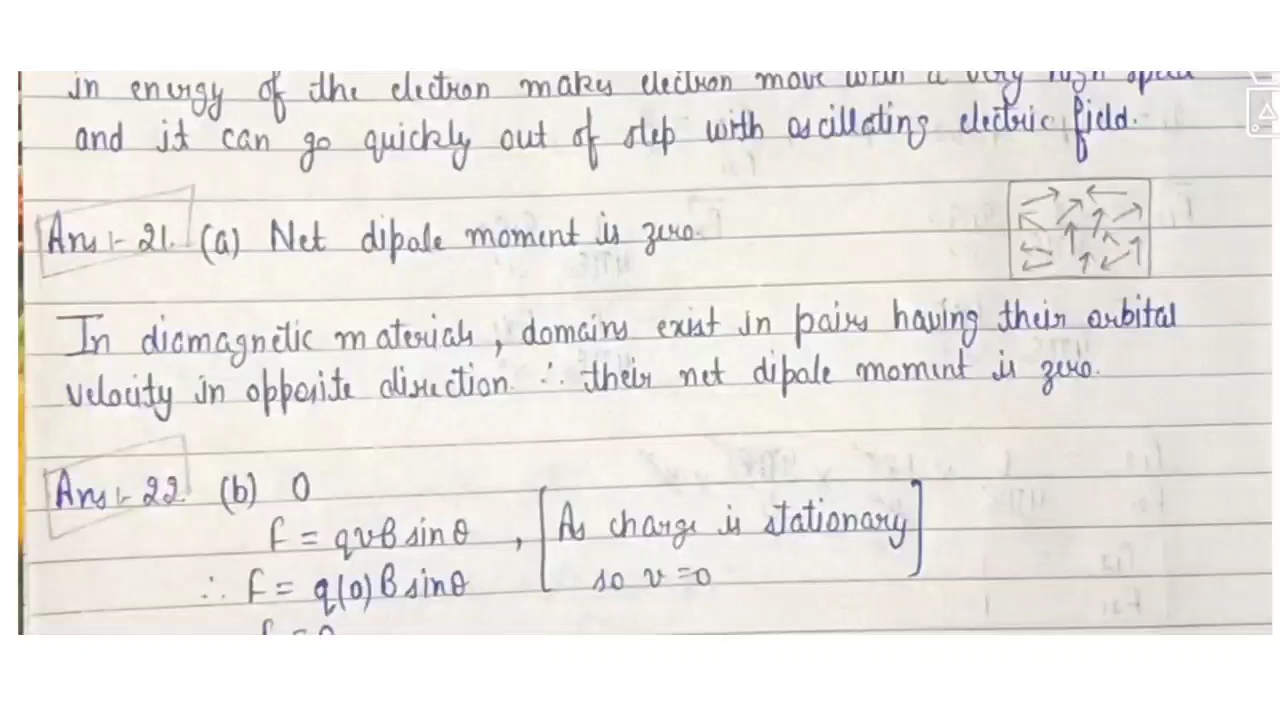 in energy of the electron makes electron move with a very high speed
and it can go quickly out of step with oscillating electric field.
Ans :- 21. (a) Net dipole moment is zero.
In diamagnetic materials, domains exist in pairs having their orbital
velocity in opposite direction. ∴ their net dipole moment is zero.
Ans :- 22. (b) 0
F = qvB sinθ , [As charge is stationary
so v = 0]
∴ F = q(0)B sinθ
F = 0